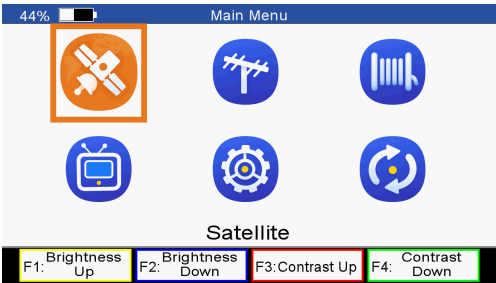 44%
Main Menu
Satellite
F1: Brightness Up
F2: Brightness Down
F3:Contrast Up
F4: Contrast Down